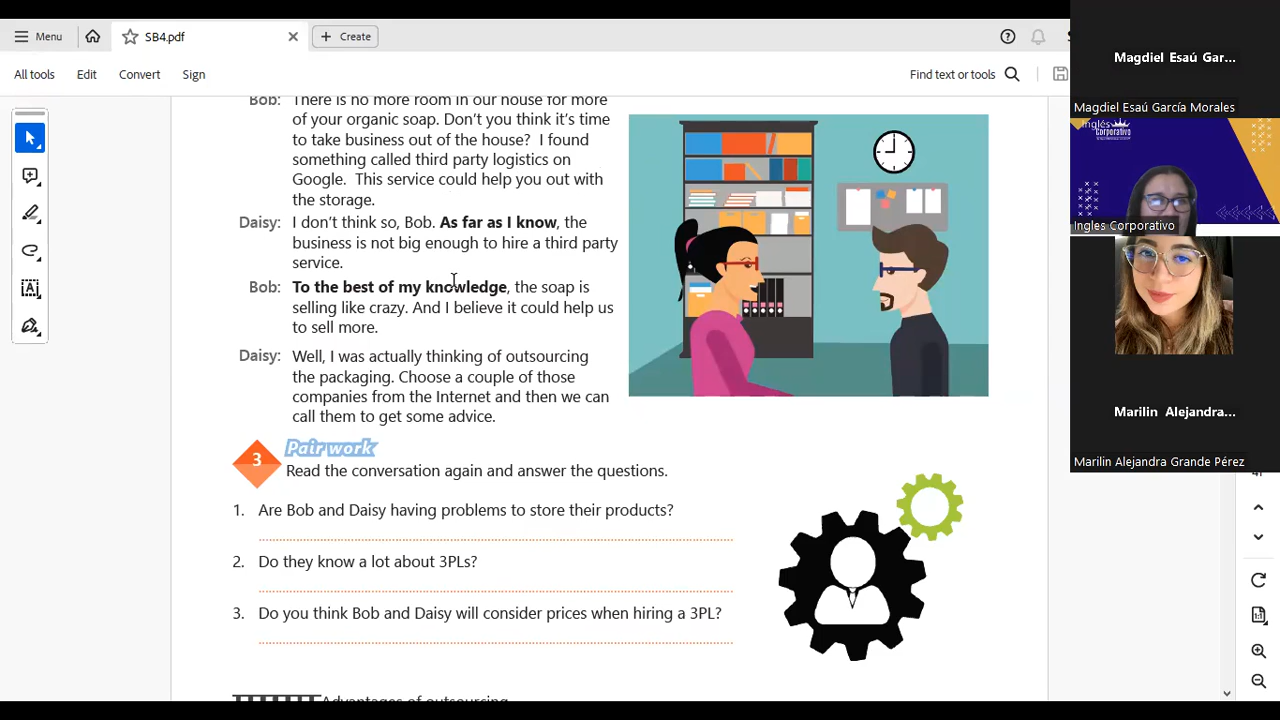 Menu
SB4.pdf
Create
All tools
Edit
Convert
Sign
Find text or tools
Bob: There is no more room in our house for more
of your organic soap. Don't you think it's time
to take business out of the house? I found
something called third party logistics on
Google. This service could help you out with
the storage.
Daisy: I don't think so, Bob. As far as I know, the
business is not big enough to hire a third party
service.
Bob: To the best of my knowledge, the soap is
selling like crazy. And I believe it could help us
to sell more.
Daisy: Well, I was actually thinking of outsourcing
the packaging. Choose a couple of those
companies from the Internet and then we can
call them to get some advice.
3 Pair work
Read the conversation again and answer the questions.
1. Are Bob and Daisy having problems to store their products?
2. Do they know a lot about 3PLs?
3. Do you think Bob and Daisy will consider prices when hiring a 3PL?
Advantages of outsourcing
Magdiel Esaú Gar...
Magdiel Esaú García Morales
Inglés
Corporativo
Ingles Corporativo
Marilin Alejandra...
Marilin Alejandra Grande Pérez